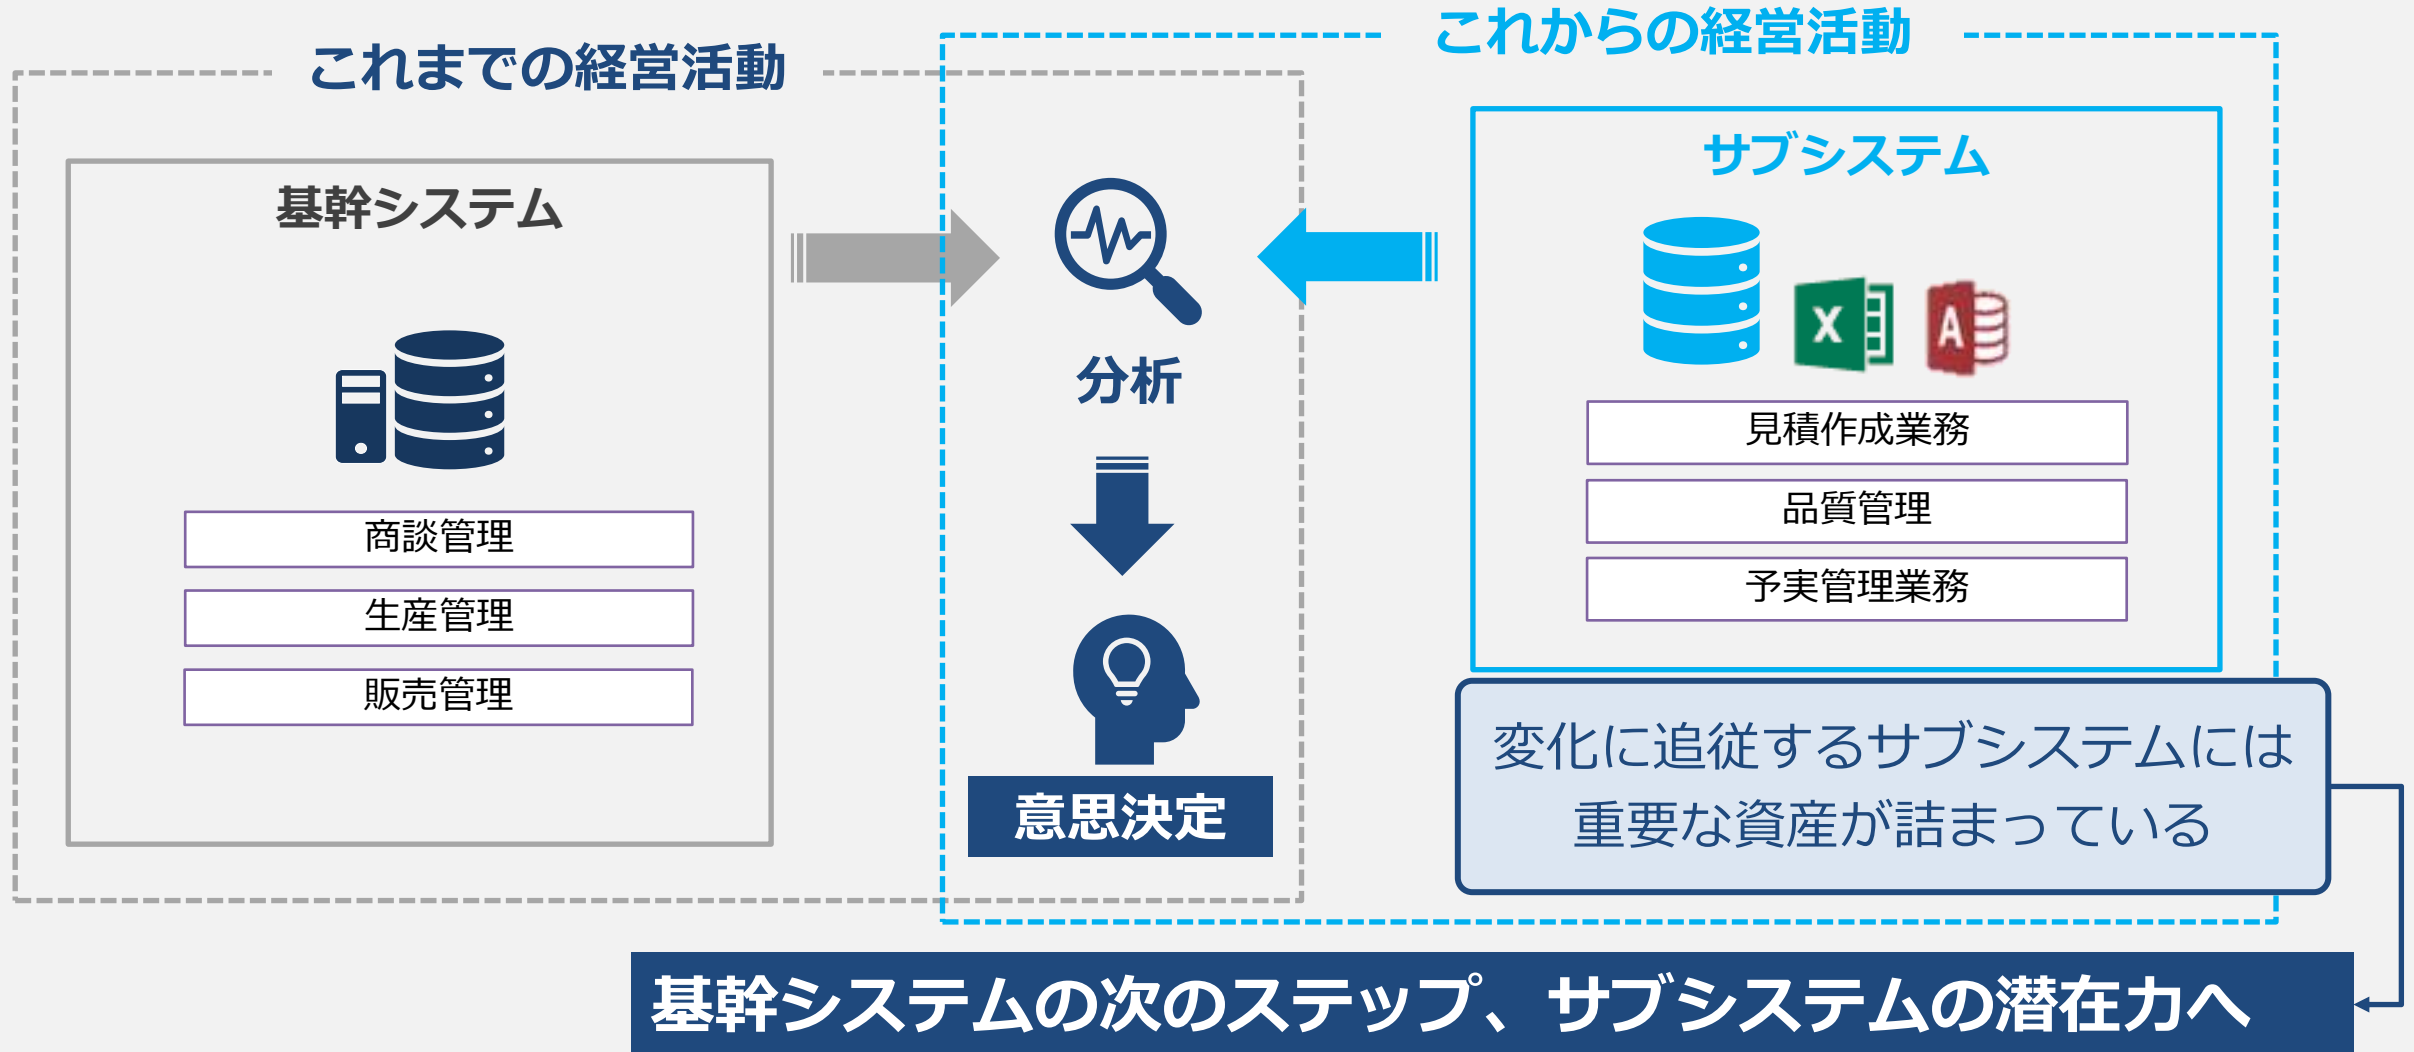 これまでの経営活動
基幹システム
商談管理
生産管理
販売管理
分析
意思決定
これからの経営活動
サブシステム
X
A
見積作成業務
品質管理
予実管理業務
変化に追従するサブシステムには
重要な資産が詰まっている
基幹システムの次のステップ、サブシステムの潜在力へ